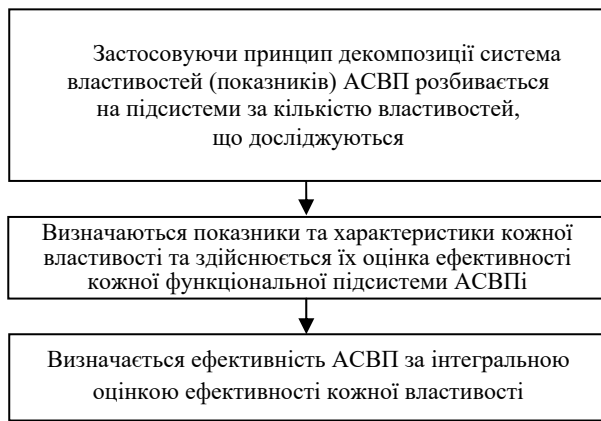 Застосовуючи принцип декомпозиції система
властивостей (показників) АСВП розбивається
на підсистеми за кількістю властивостей,
що досліджуються
Визначаються показники та характеристики кожної
властивості та здійснюється їх оцінка ефективності
кожної функціональної підсистеми АСВПі
Визначається ефективність АСВП за інтегральною
оцінкою ефективності кожної властивості